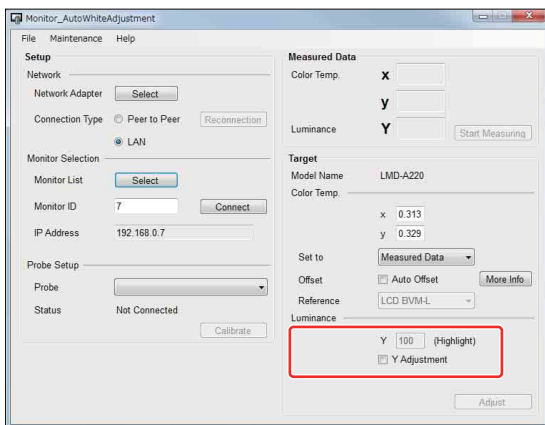 Monitor_AutoWhiteAdjustment
File Maintenance Help
Setup
Network
Network Adapter Select
Connection Type Peer to Peer Reconnection
LAN
Monitor Selection
Monitor List Select
Monitor ID 7 Connect
IP Address 192.168.0.7
Probe Setup
Probe
Status Not Connected
Calibrate
Measured Data
Color Temp. x
y
Luminance Y Start Measuring
Target
Model Name LMD-A220
Color Temp.
x 0.313
y 0.329
Set to Measured Data
Offset Auto Offset More Info
Reference LCD BVM-L
Luminance
Y 100 (Highlight)
Y Adjustment
Adjust